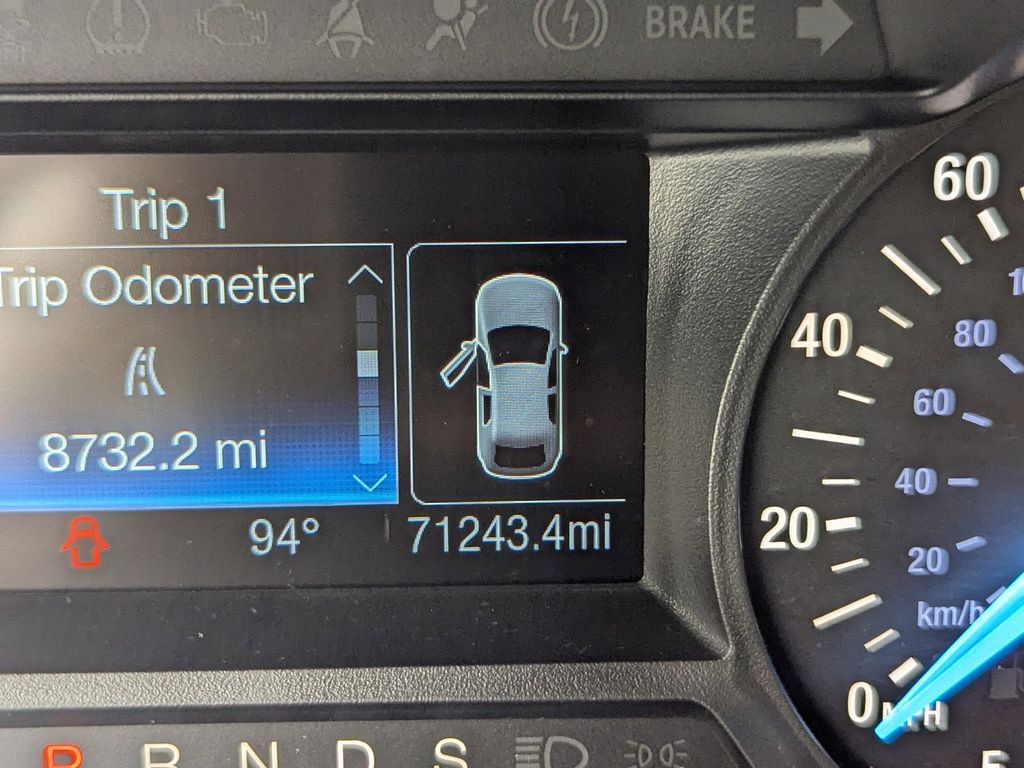 BRAKE
Trip 1
Trip Odometer
8732.2 mi
94°
71243.4mi
60
40
20
0
MPH
80
60
40
20
km/h
P R N D S
5